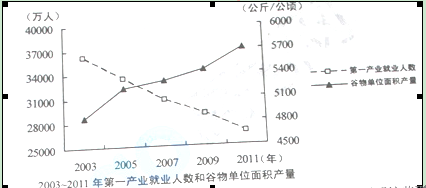 (万人) (公斤/公顷)
40000 6000
37000 5700
34000 5400
31000 5100
28000 4800
25000 4500
2003 2005 2007 2009 2011(年)
第一产业就业人数
谷物单位面积产量
2003~2011年第一产业就业人数和谷物单位面积产量